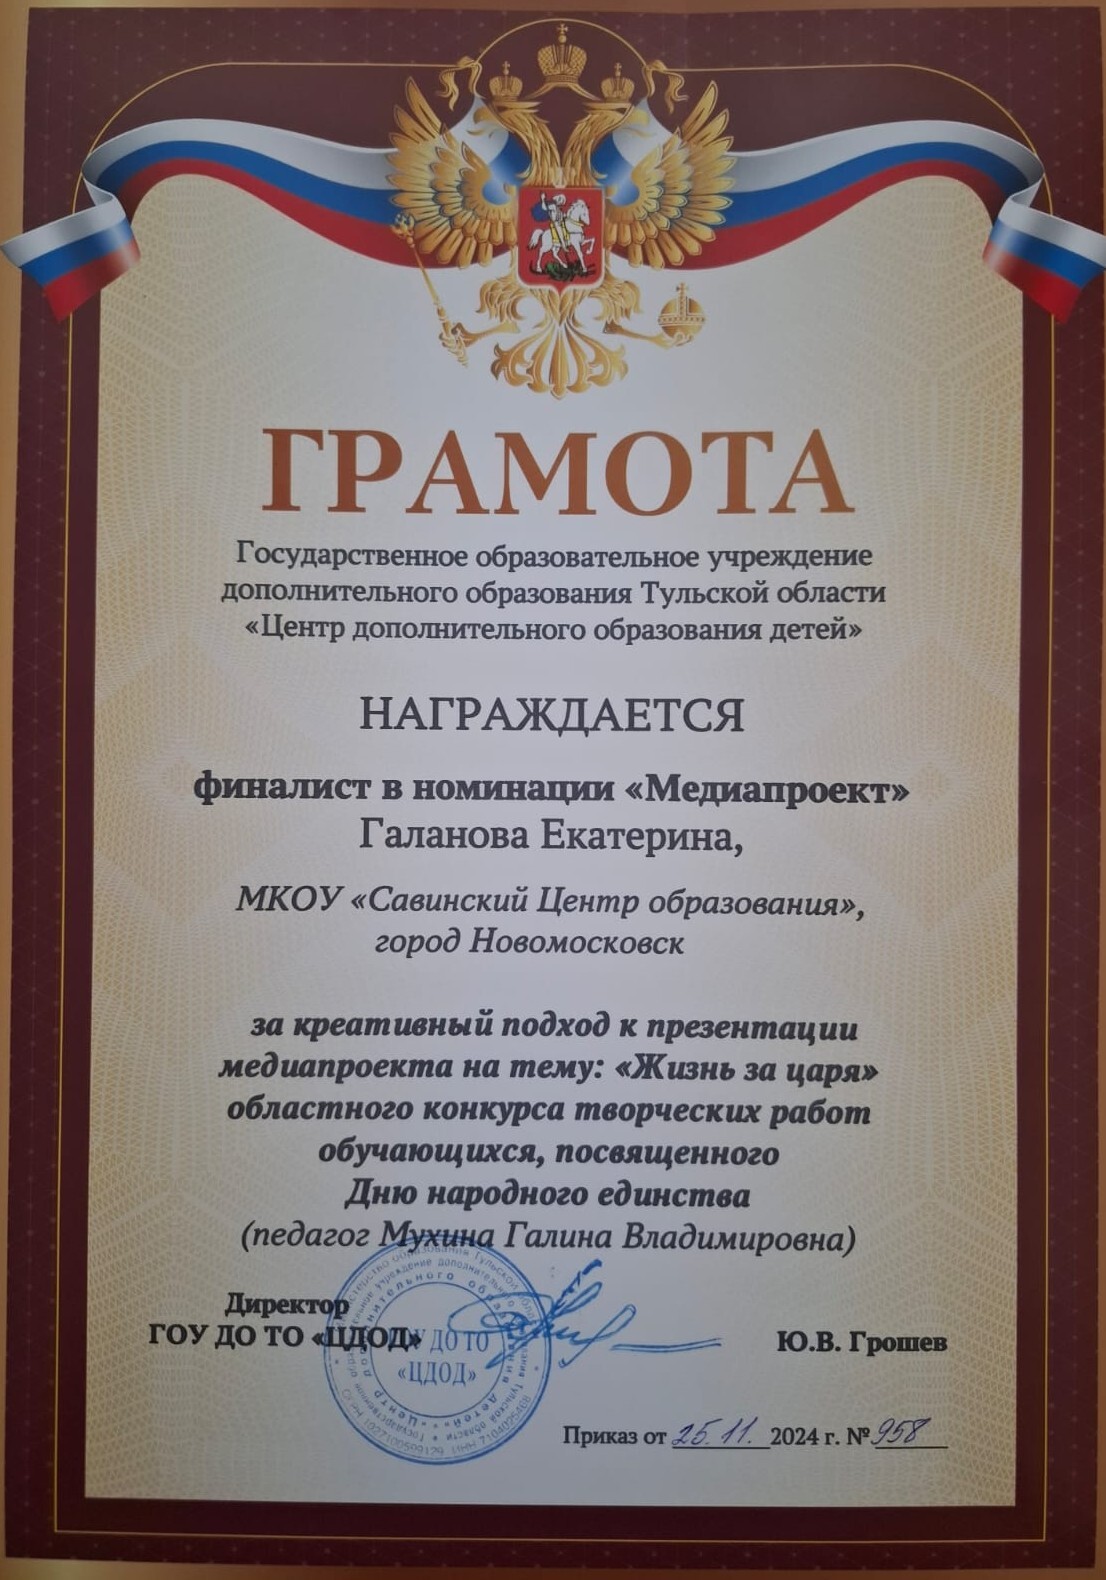 ГРАМОТА
Государственное образовательное учреждение
дополнительного образования Тульской области
«Центр дополнительного образования детей»
НАГРАЖДАЕТСЯ
финалист в номинации «Медиапроект»
Галанова Екатерина,
МКОУ «Савинский Центр образования»,
город Новомосковск
за креативный подход к презентации
медиапроекта на тему: «Жизнь за царя»
областного конкурса творческих работ
обучающихся, посвященного
Дню народного единства
(педагог Мухина Галина Владимировна)
Директор
ГОУ ДО ТО «ЦДОД»
Ю.В. Грошев
ГОУ ДО ТО
«ЦДОД»
Приказ от 25.11. 2024 г. № 958